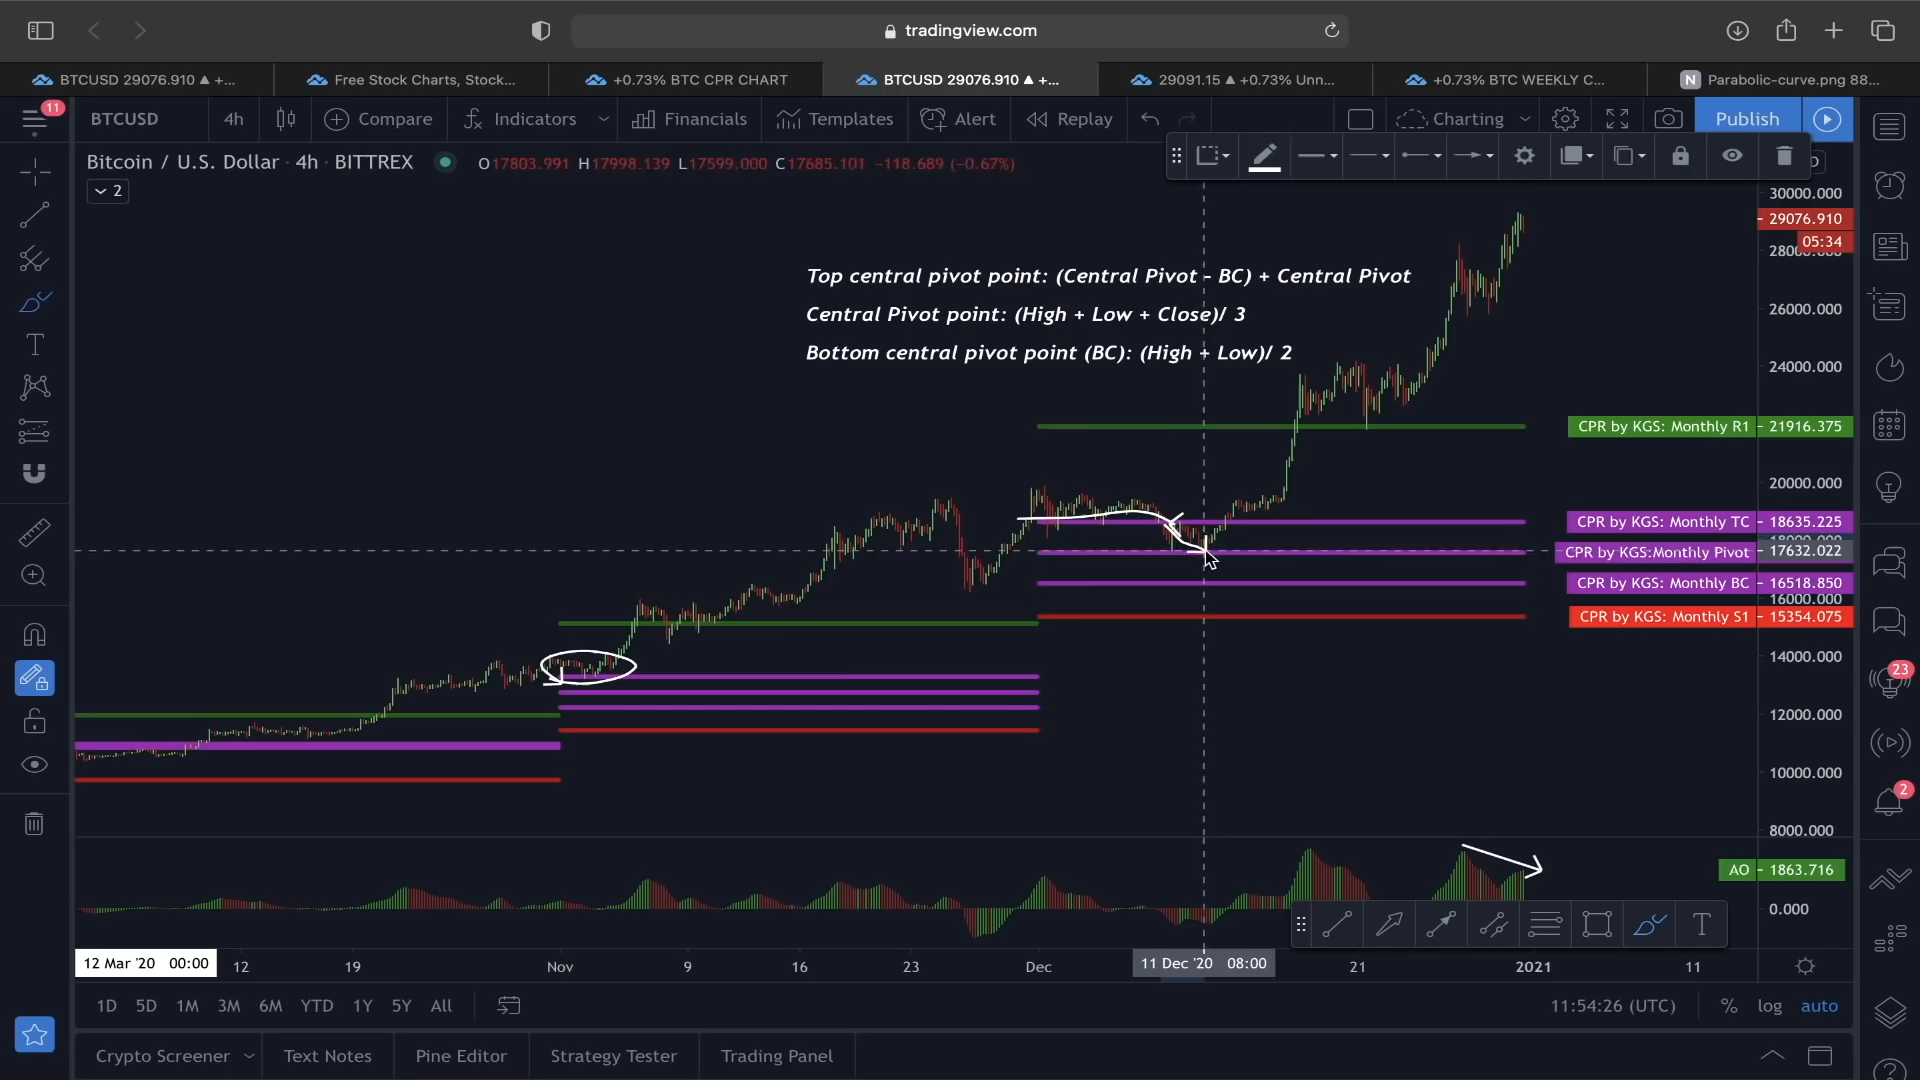 tradingview.com
BTCUSD 29076.910 ▲ +...
Free Stock Charts, Stock...
+0.73% BTC CPR CHART
BTCUSD 29076.910 ▲ +...
29091.15 ▲ +0.73% Unn...
+0.73% BTC WEEKLY C...
N Parabolic-curve.png 88...
11
BTCUSD
4h
Compare
Indicators
Financials
Templates
Alert
Replay
Charting
Publish
Bitcoin / U.S. Dollar · 4h · BITTREX
O17803.991 H17998.139 L17599.000 C17685.101 −118.689 (−0.67%)
2
30000.000
29076.910
05:34
Top central pivot point: (Central Pivot - BC) + Central Pivot
Central Pivot point: (High + Low + Close)/ 3
26000.000
Bottom central pivot point (BC): (High + Low)/ 2
24000.000
CPR by KGS: Monthly R1 21916.375
20000.000
CPR by KGS: Monthly TC 18635.225
CPR by KGS:Monthly Pivot 17632.022
CPR by KGS: Monthly BC 16518.850
16000.000
CPR by KGS: Monthly S1 15354.075
14000.000
23
12000.000
10000.000
2
8000.000
AO 1863.716
0.000
T
12 Mar '20 00:00
12
19
Nov
9
16
23
Dec
11 Dec '20 08:00
21
2021
11
1D 5D 1M 3M 6M YTD 1Y 5Y All
11:54:26 (UTC)
% log auto
Crypto Screener
Text Notes
Pine Editor
Strategy Tester
Trading Panel